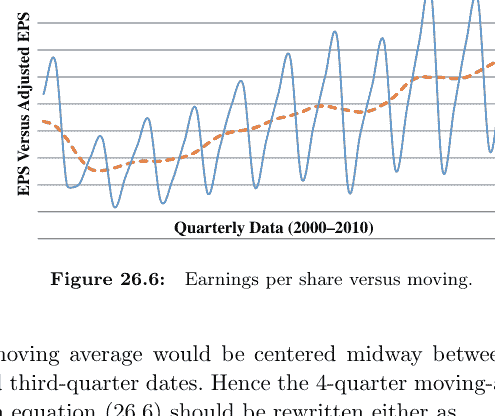 EPS Versus Adjusted EPS
Quarterly Data (2000–2010)
Figure 26.6: Earnings per share versus moving.
moving average would be centered midway betwee
d third-quarter dates. Hence the 4-quarter moving-a
equation (26.6) should be rewritten either as